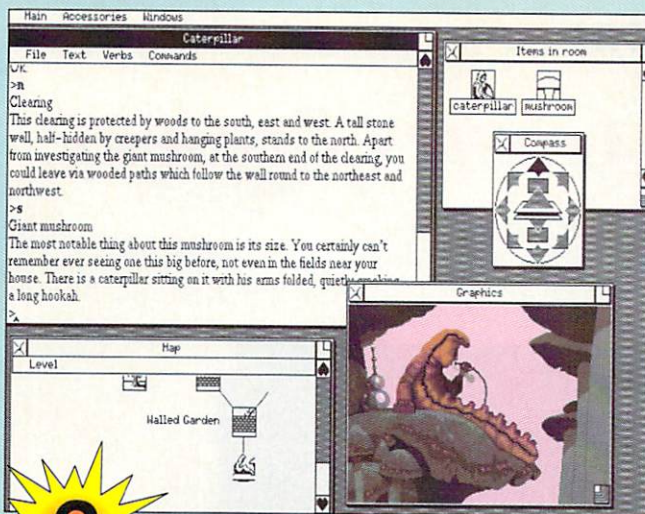 Main Accessories Windows
Caterpillar
File Text Verbs Commands
OK.
>n
Clearing
This clearing is protected by woods to the south, east and west. A tall stone
wall, half-hidden by creepers and hanging plants, stands to the north. Apart
from investigating the giant mushroom, at the southern end of the clearing, you
could leave via wooded paths which follow the wall round to the northeast and
northwest.
>s
Giant mushroom
The most notable thing about this mushroom is its size. You certainly can't
remember ever seeing one this big before, not even in the fields near your
house. There is a caterpillar sitting on it with his arms folded, quietly smoking
a long hookah.
>
Items in room
caterpillar mushroom
Compass
Graphics
Map
Level
Walled Garden